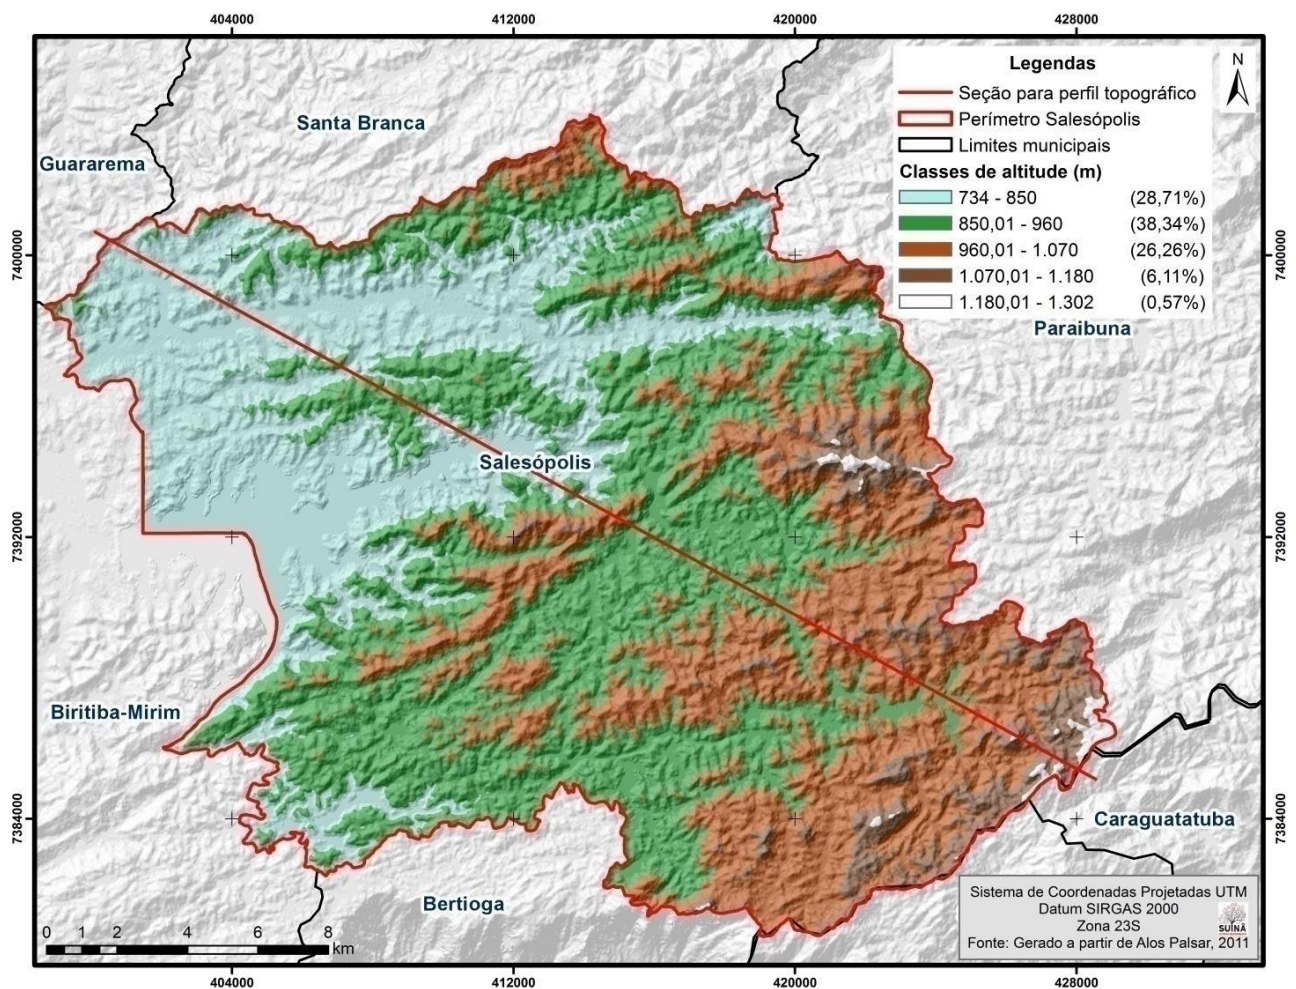 404000
412000
420000
428000
Legendas
N
Seção para perfil topográfico
Perímetro Salesópolis
Limites municipais
Classes de altitude (m)
734 - 850 (28,71%)
850,01 - 960 (38,34%)
960,01 - 1.070 (26,26%)
1.070,01 - 1.180 (6,11%)
1.180,01 - 1.302 (0,57%)
Santa Branca
Guararema
7400000
7400000
Paraibuna
Salesópolis
7392000
7392000
Biritiba-Mirim
7384000
7384000
Caraguatatuba
Bertioga
Sistema de Coordenadas Projetadas UTM
Datum SIRGAS 2000
Zona 23S
SUINÃ
Fonte: Gerado a partir de Alos Palsar, 2011
0 1 2 4 6 8
km
404000
412000
420000
428000